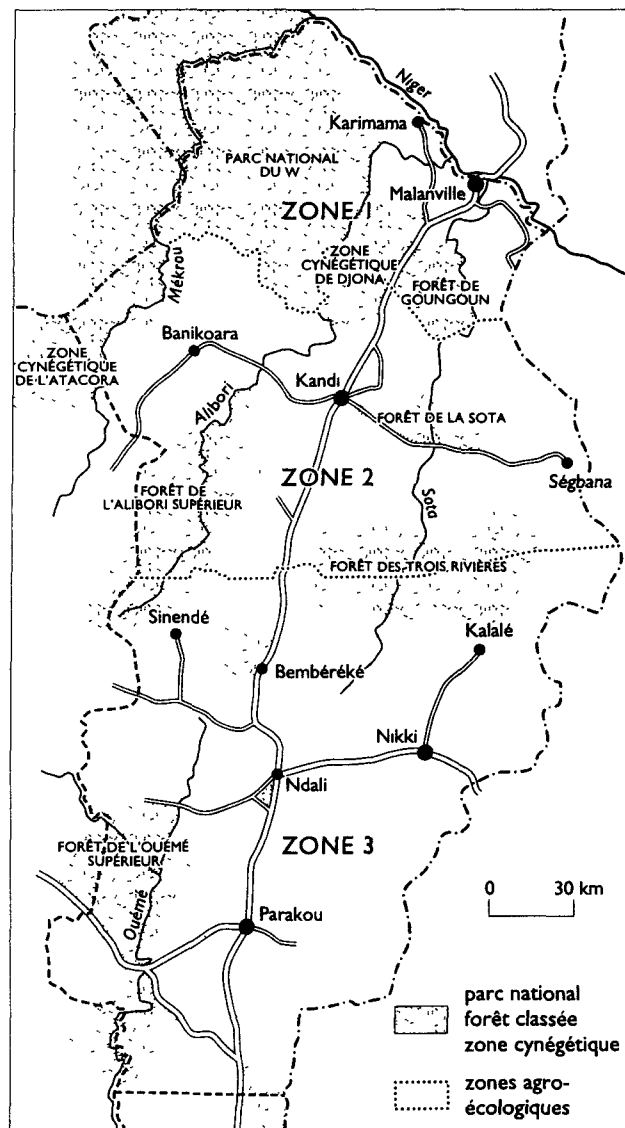 Niger
Karimama
PARC NATIONAL
DU W
Malanville
ZONE 1
ZONE
CYNÉGÉTIQUE
DE DJONA
FORÊT DE
GOUNGOUN
Mékrou
Banikoara
ZONE
CYNÉGÉTIQUE
DE L'ATACORA
Kandi
Alibori
FORÊT DE LA SOTA
ZONE 2
Ségbana
FORÊT DE
L'ALIBORI SUPÉRIEUR
Sota
FORÊT DES TROIS RIVIÈRES
Sinendé
Kalalé
Bembéréké
Nikki
Ndali
FORÊT DE L'OUÉMÉ
SUPÉRIEUR
ZONE 3
0 30 km
Ouémé
Parakou
parc national
forêt classée
zone cynégétique
zones agro-
écologiques